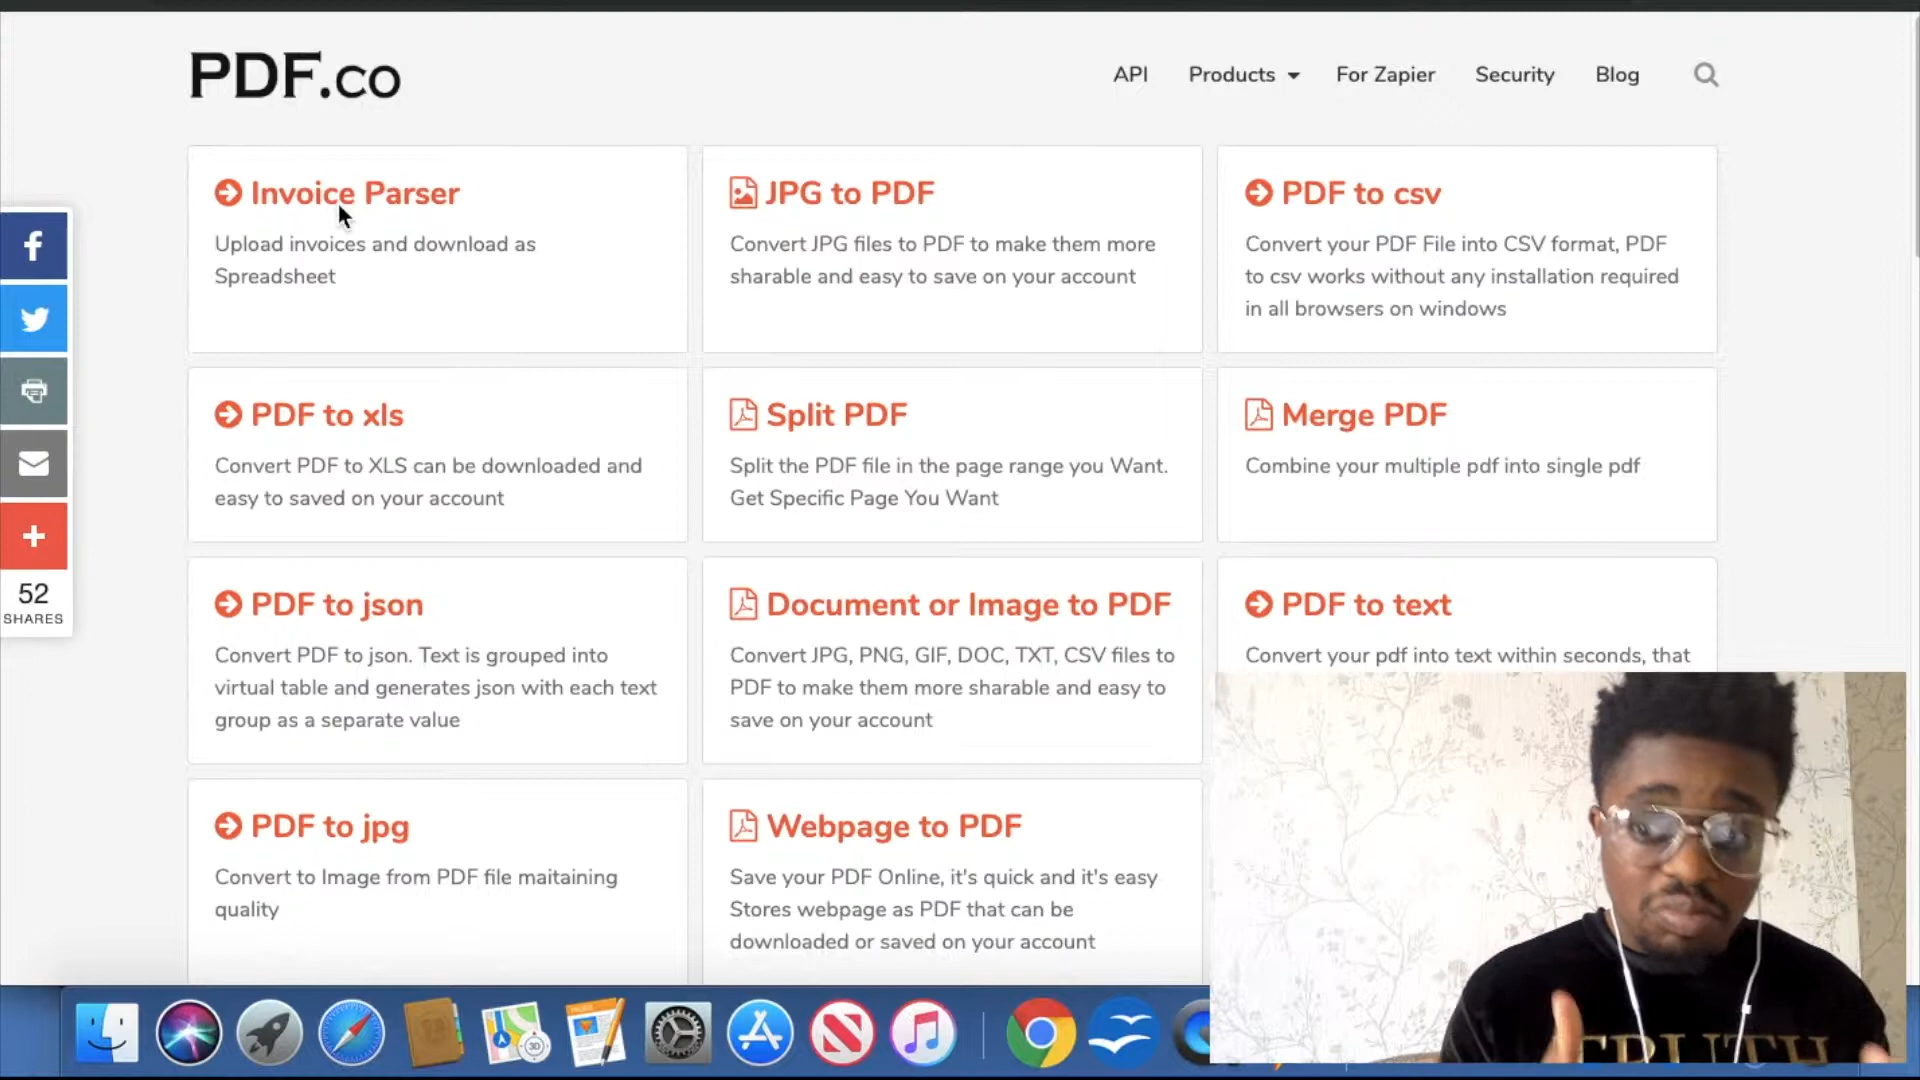 PDF.co
API Products For Zapier Security Blog
Invoice Parser
Upload invoices and download as
Spreadsheet
JPG to PDF
Convert JPG files to PDF to make them more
sharable and easy to save on your account
PDF to csv
Convert your PDF File into CSV format, PDF
to csv works without any installation required
in all browsers on windows
PDF to xls
Convert PDF to XLS can be downloaded and
easy to saved on your account
Split PDF
Split the PDF file in the page range you Want.
Get Specific Page You Want
Merge PDF
Combine your multiple pdf into single pdf
52
SHARES
PDF to json
Convert PDF to json. Text is grouped into
virtual table and generates json with each text
group as a separate value
Document or Image to PDF
Convert JPG, PNG, GIF, DOC, TXT, CSV files to
PDF to make them more sharable and easy to
save on your account
PDF to text
Convert your pdf into text within seconds, that
PDF to jpg
Convert to Image from PDF file maitaining
quality
Webpage to PDF
Save your PDF Online, it's quick and it's easy
Stores webpage as PDF that can be
downloaded or saved on your account
3D
TRUTH